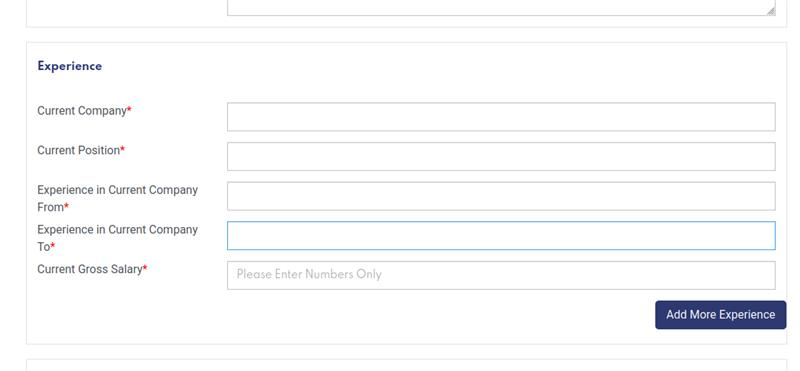 Experience
Current Company*
Current Position*
Experience in Current Company
From*
Experience in Current Company
To*
Current Gross Salary*
Please Enter Numbers Only
Add More Experience